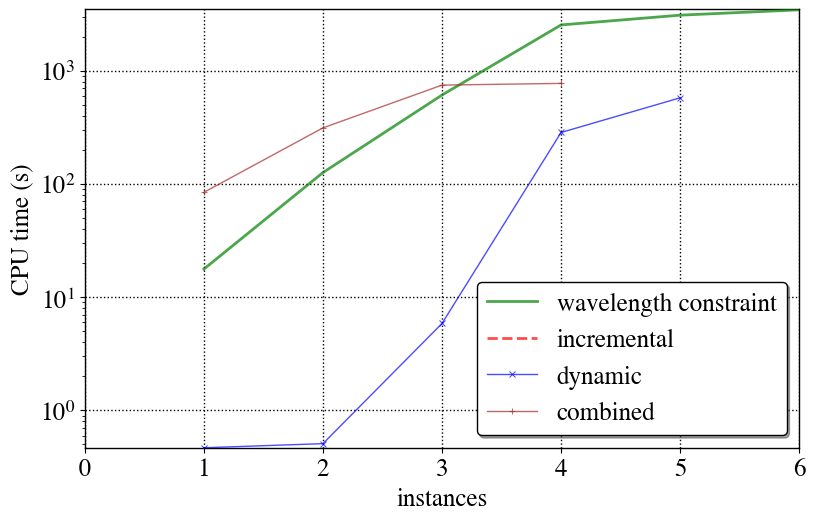 10³
10²
10¹
10⁰
CPU time (s)
wavelength constraint
incremental
dynamic
combined
0 1 2 3 4 5 6
instances